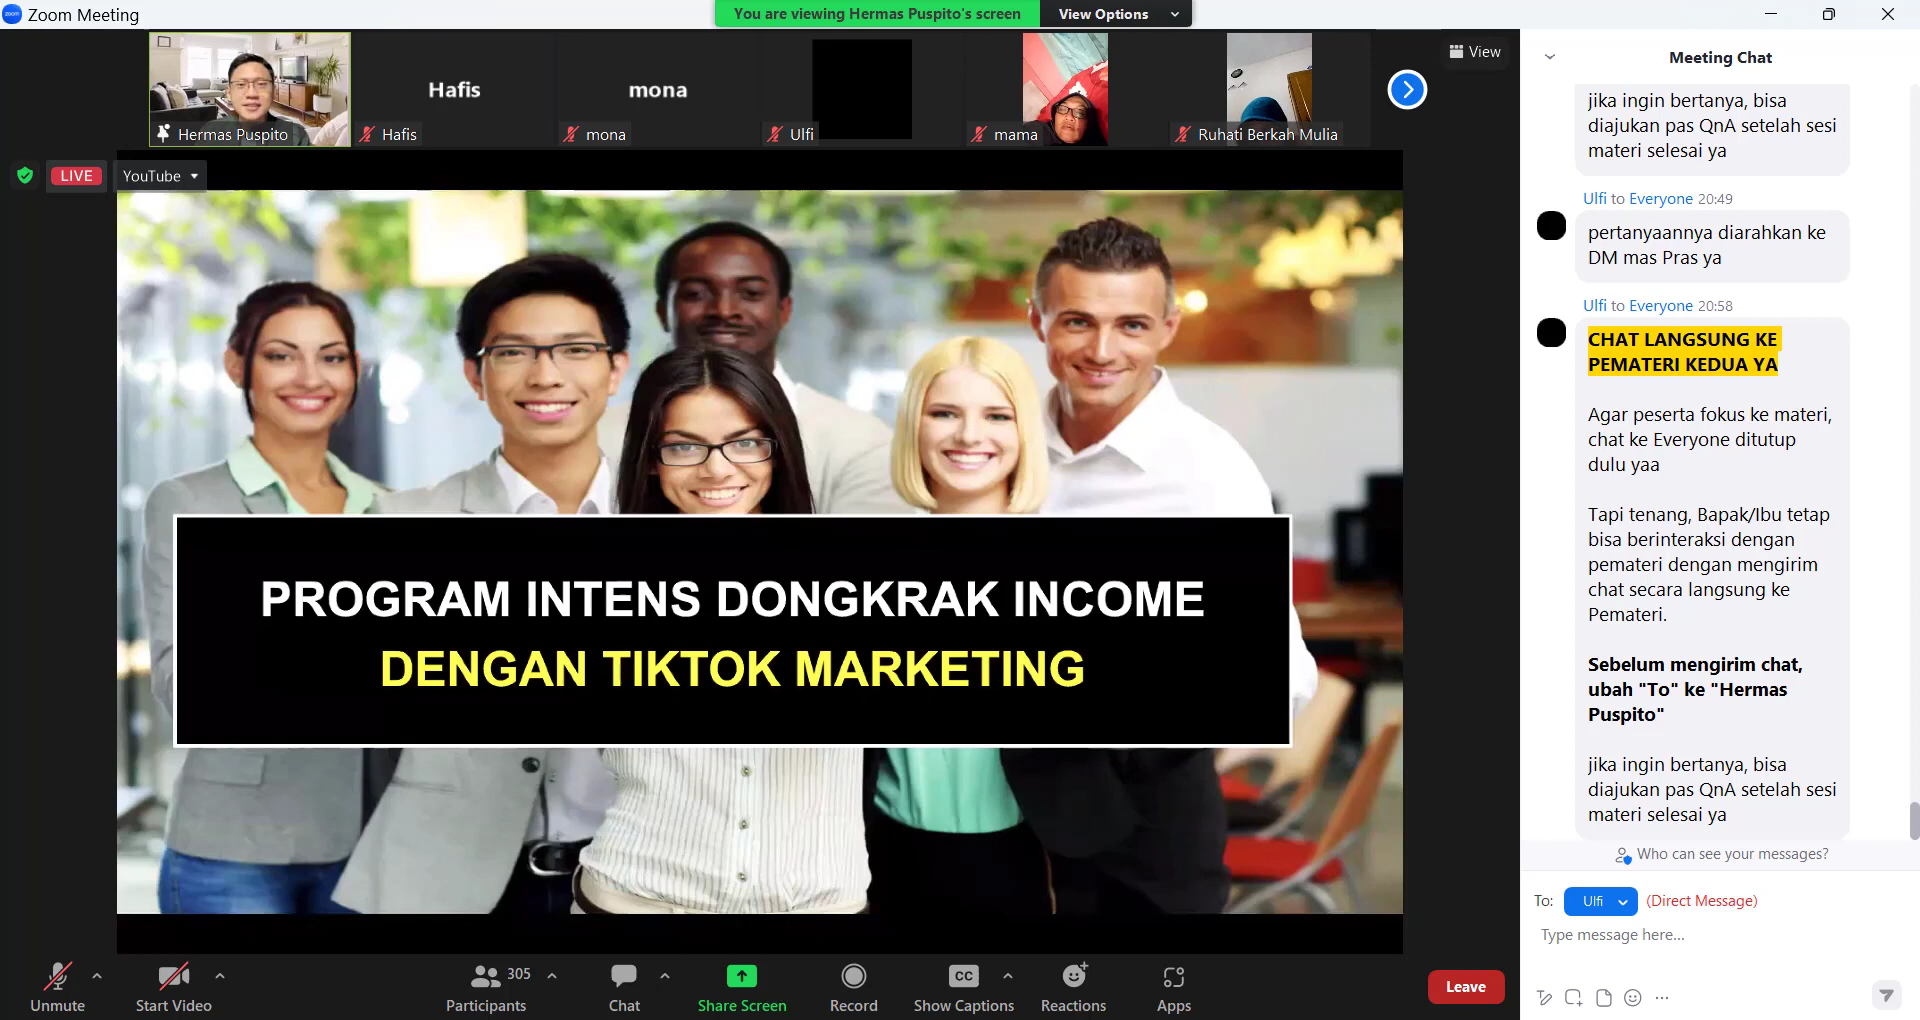 zoom Zoom Meeting
You are viewing Hermas Puspito's screen View Options
View
Hafis
mona
Hermas Puspito
Hafis
mona
Ulfi
mama
Ruhati Berkah Mulia
LIVE YouTube
PROGRAM INTENS DONGKRAK INCOME
DENGAN TIKTOK MARKETING
Unmute
Start Video
305
Participants
Chat
Share Screen
Record
CC
Show Captions
Reactions
Apps
Leave
Meeting Chat
jika ingin bertanya, bisa
diajukan pas QnA setelah sesi
materi selesai ya
Ulfi to Everyone 20:49
pertanyaannya diarahkan ke
DM mas Pras ya
Ulfi to Everyone 20:58
CHAT LANGSUNG KE
PEMATERI KEDUA YA
Agar peserta fokus ke materi,
chat ke Everyone ditutup
dulu yaa
Tapi tenang, Bapak/Ibu tetap
bisa berinteraksi dengan
pemateri dengan mengirim
chat secara langsung ke
Pemateri.
Sebelum mengirim chat,
ubah "To" ke "Hermas
Puspito"
jika ingin bertanya, bisa
diajukan pas QnA setelah sesi
materi selesai ya
Who can see your messages?
To: Ulfi (Direct Message)
Type message here...